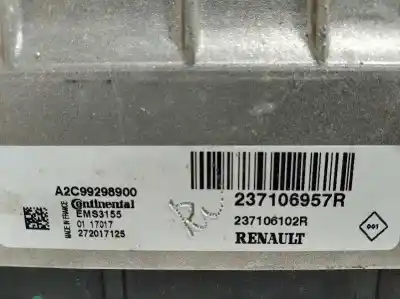 A2C99298900
Continental
EMS3155
01 17017
272017125
MADE IN FRANCE
237106957R
237106102R
RENAULT
001